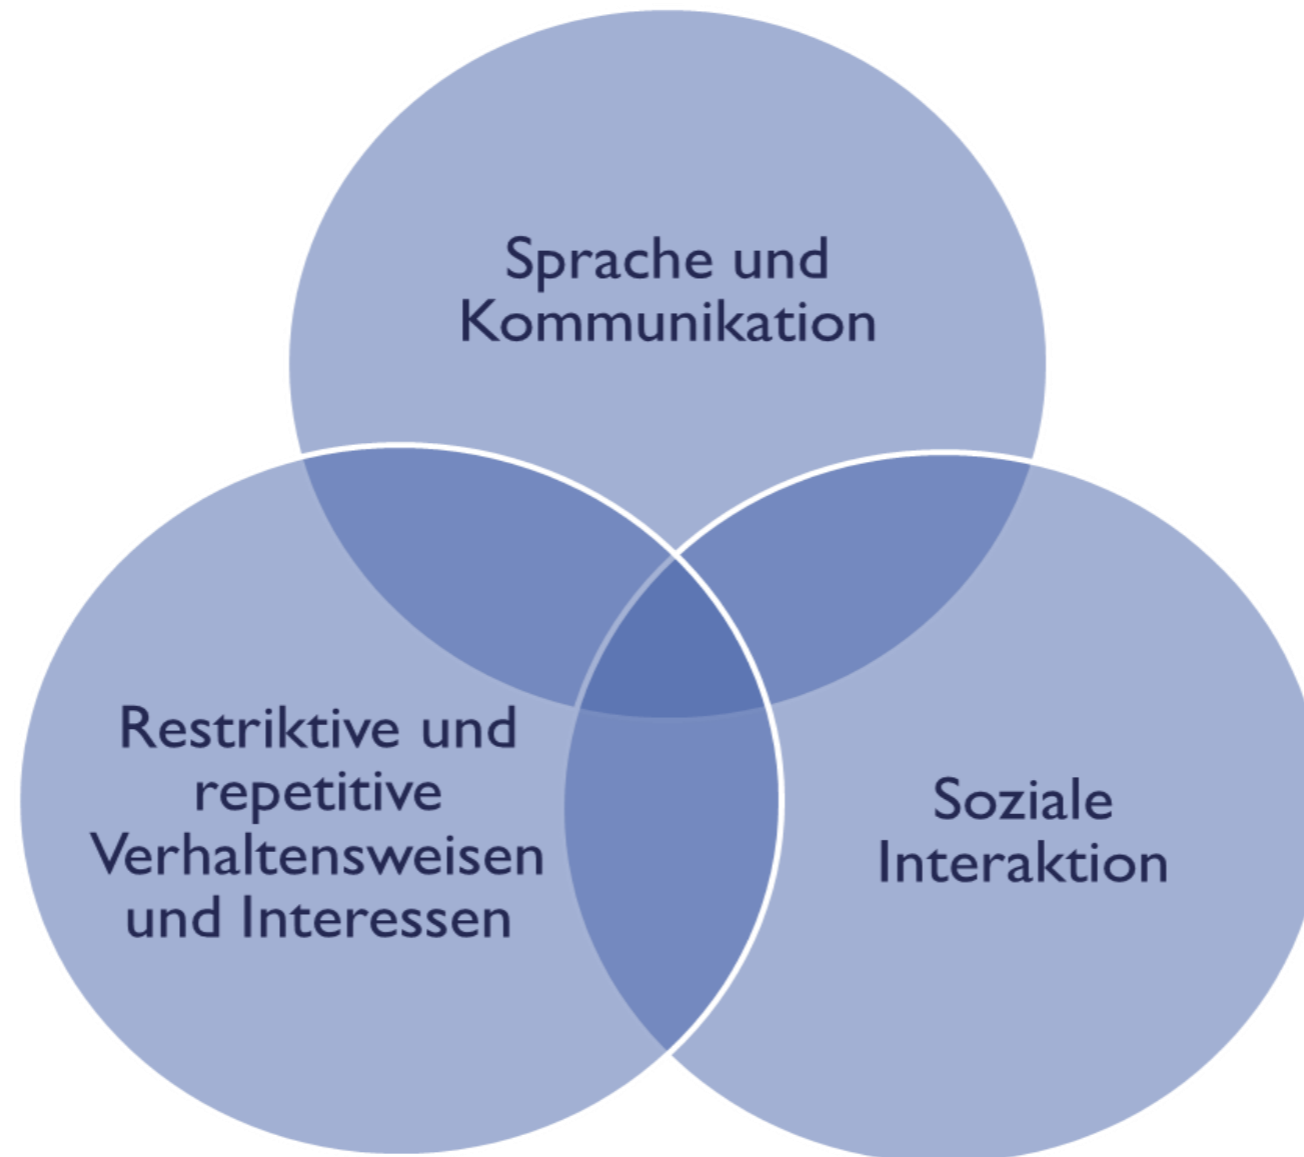 Sprache und
Kommunikation
Restriktive und
repetitive
Verhaltensweisen
und Interessen
Soziale
Interaktion